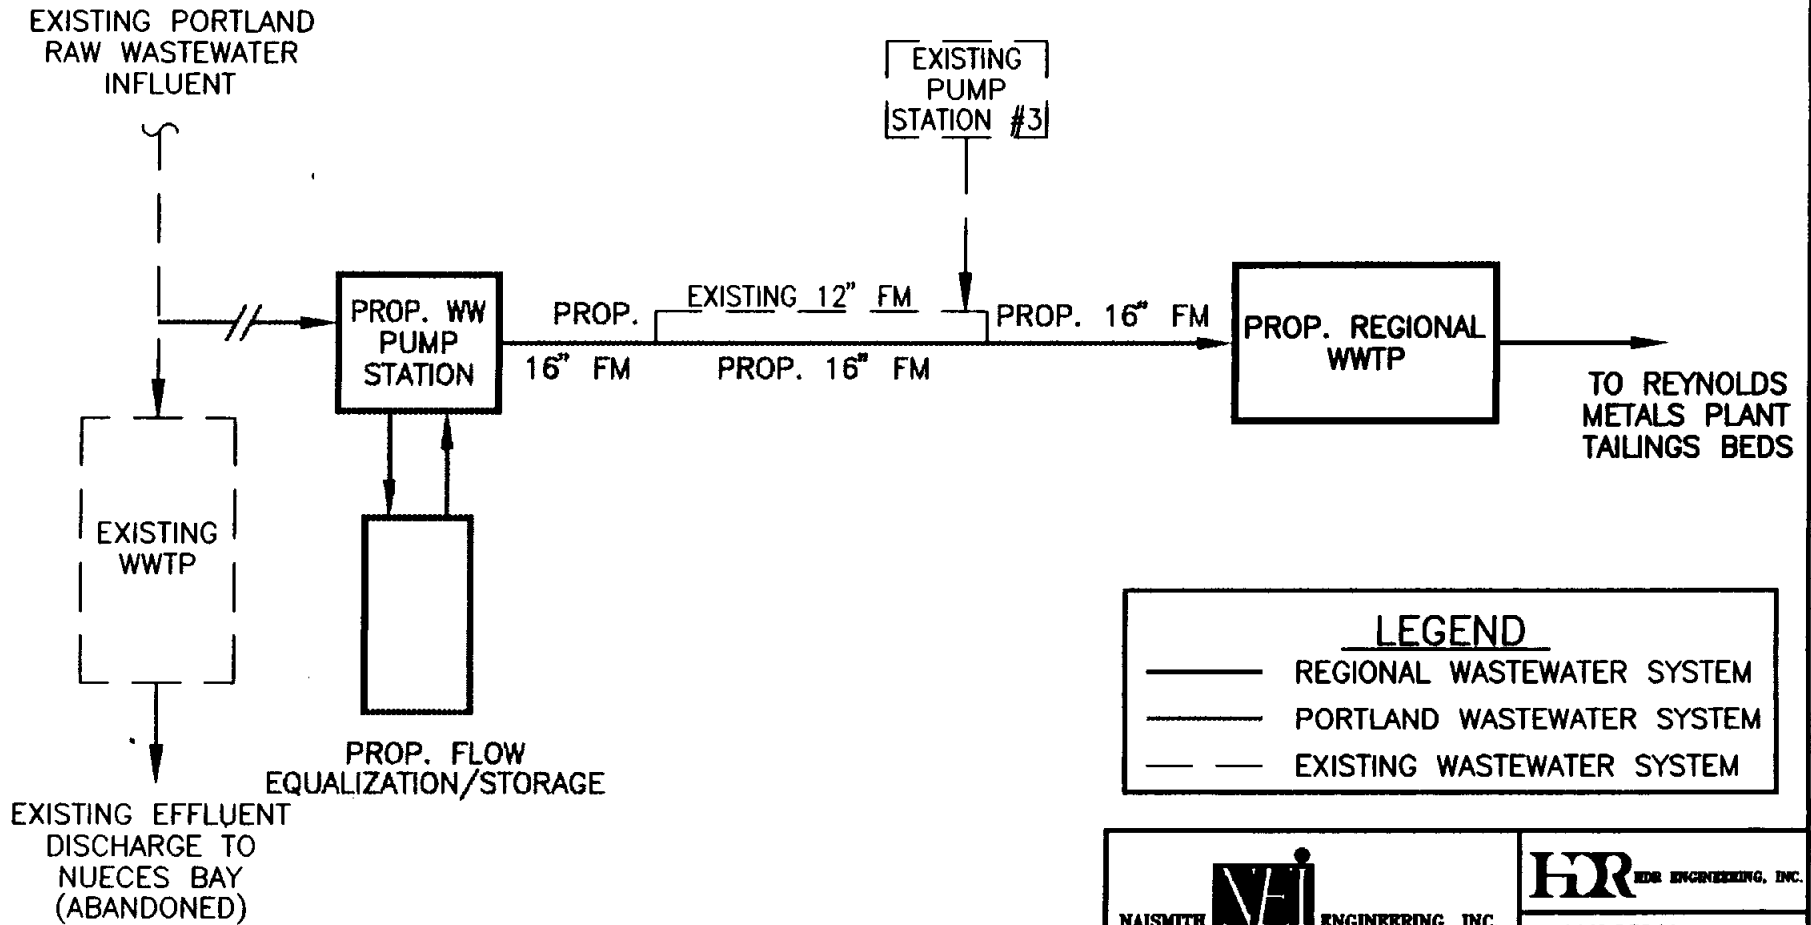 EXISTING PORTLAND
RAW WASTEWATER
INFLUENT
EXISTING
PUMP
STATION #3
PROP. WW
PUMP
STATION
PROP.
16" FM
EXISTING 12" FM
PROP. 16" FM
PROP. 16" FM
PROP. REGIONAL
WWTP
TO REYNOLDS
METALS PLANT
TAILINGS BEDS
EXISTING
WWTP
PROP. FLOW
EQUALIZATION/STORAGE
EXISTING EFFLUENT
DISCHARGE TO
NUECES BAY
(ABANDONED)
LEGEND
REGIONAL WASTEWATER SYSTEM
PORTLAND WASTEWATER SYSTEM
EXISTING WASTEWATER SYSTEM
NAISMITH NEI ENGINEERING, INC.
HDR HDR ENGINEERING, INC.